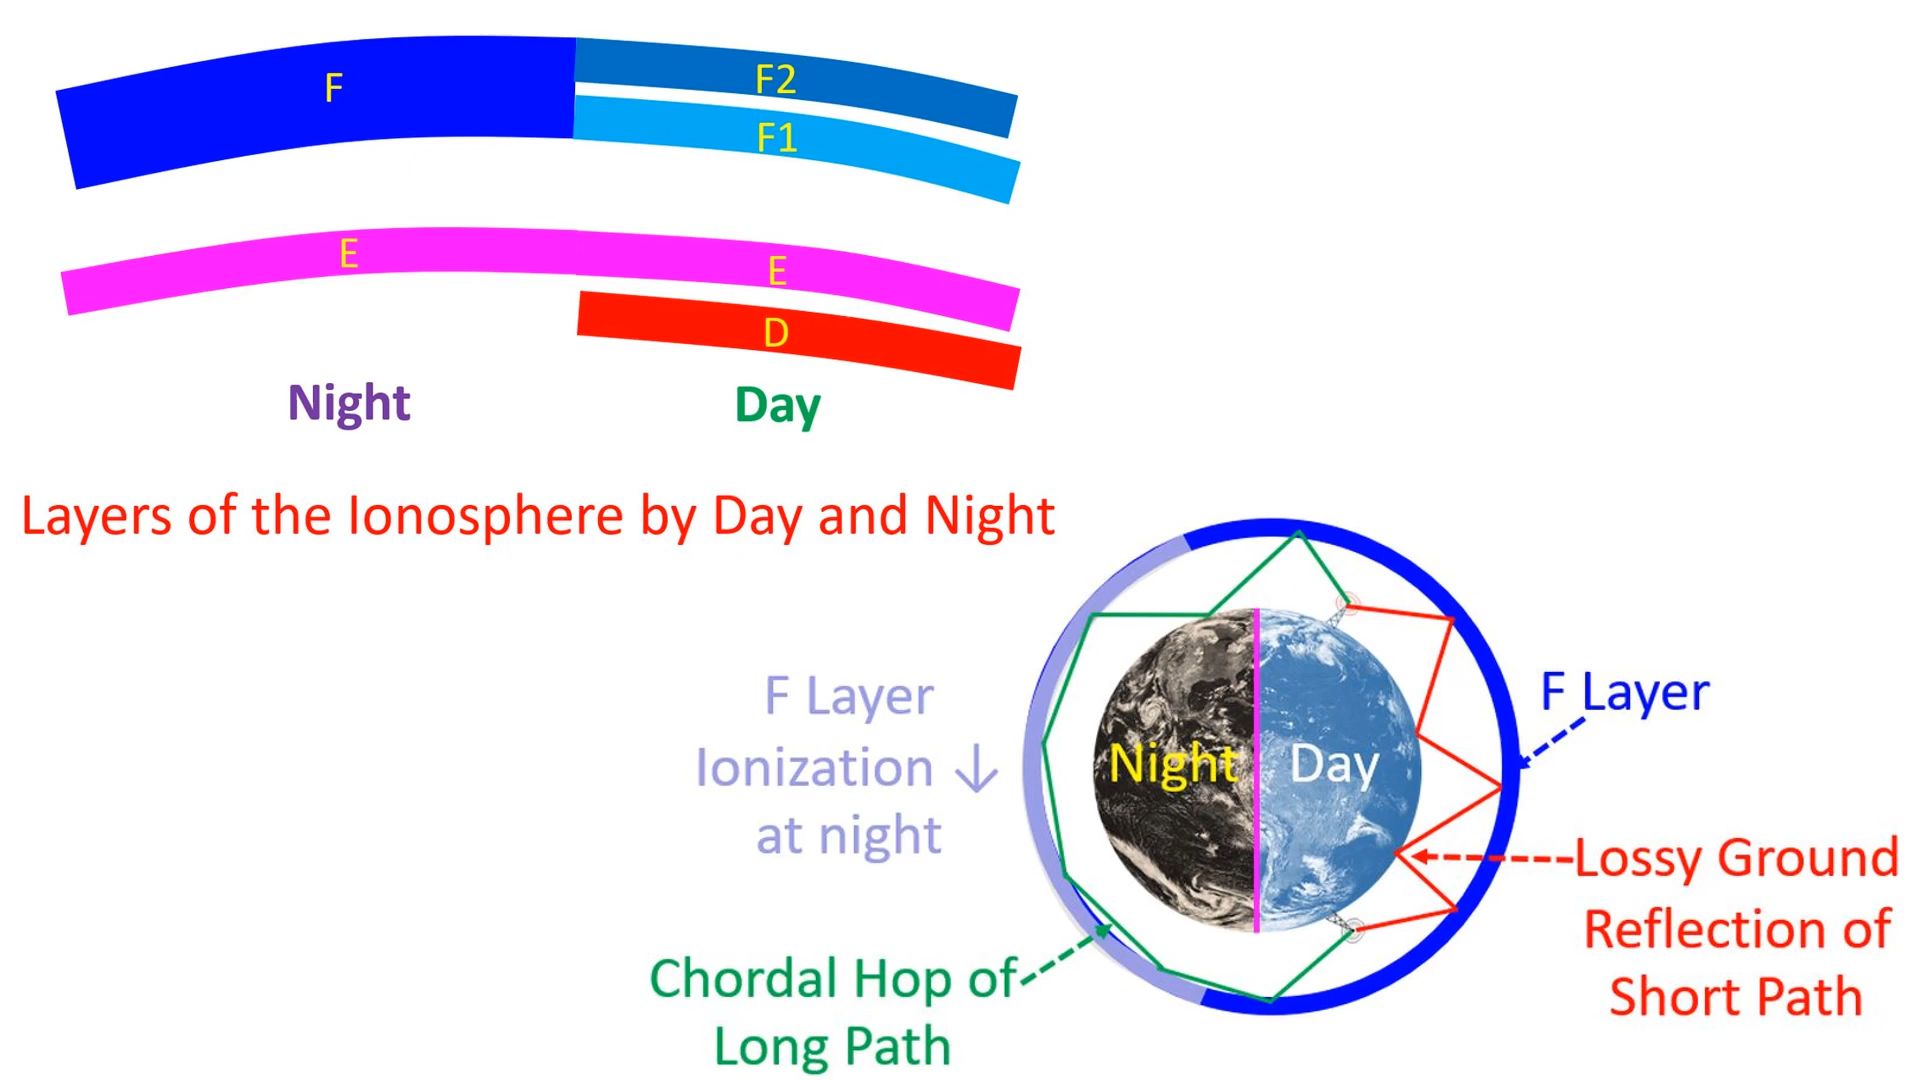 F
F2
F1
E
E
D
Night
Day
Layers of the Ionosphere by Day and Night
F Layer
Ionization ↓
at night
Night
Day
F Layer
Lossy Ground
Reflection of
Short Path
Chordal Hop of
Long Path